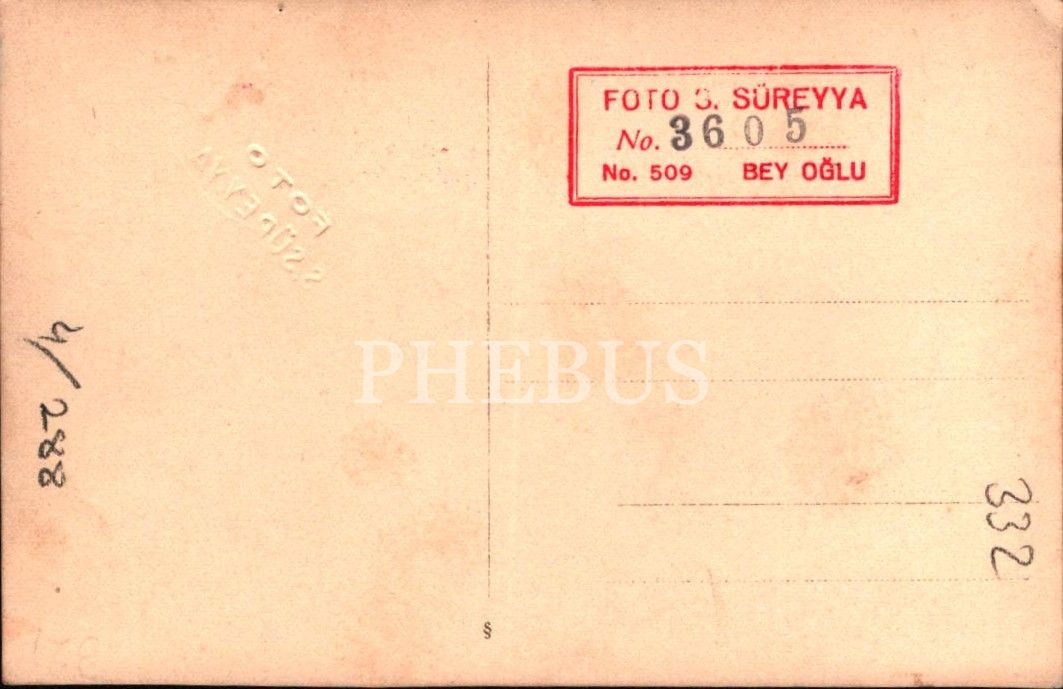 FOTO S. SÜREYYA
No. 3605
No. 509 BEY OĞLU
FOTO
S.SÜREYYA
4/288
PHEBUS
332
§